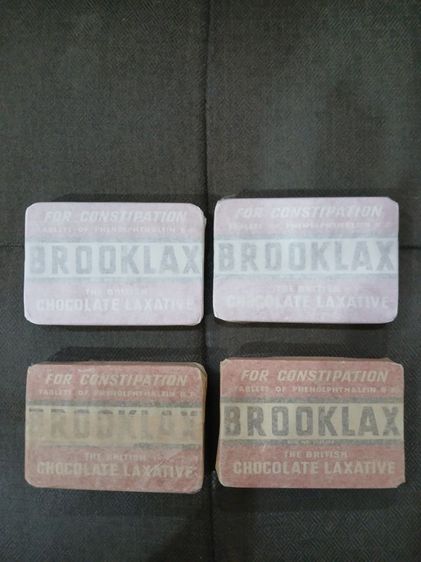 FOR CONSTIPATION
TABLETS OF PHENOLPHTHALEIN B.P.
BROOKLAX
THE BRITISH
CHOCOLATE LAXATIVE
FOR CONSTIPATION
TABLETS OF PHENOLPHTHALEIN B.P.
BROOKLAX
THE BRITISH
CHOCOLATE LAXATIVE
FOR CONSTIPATION
TABLETS OF PHENOLPHTHALEIN B.P.
BROOKLAX
THE BRITISH
CHOCOLATE LAXATIVE
FOR CONSTIPATION
TABLETS OF PHENOLPHTHALEIN B.P.
BROOKLAX
THE BRITISH
CHOCOLATE LAXATIVE